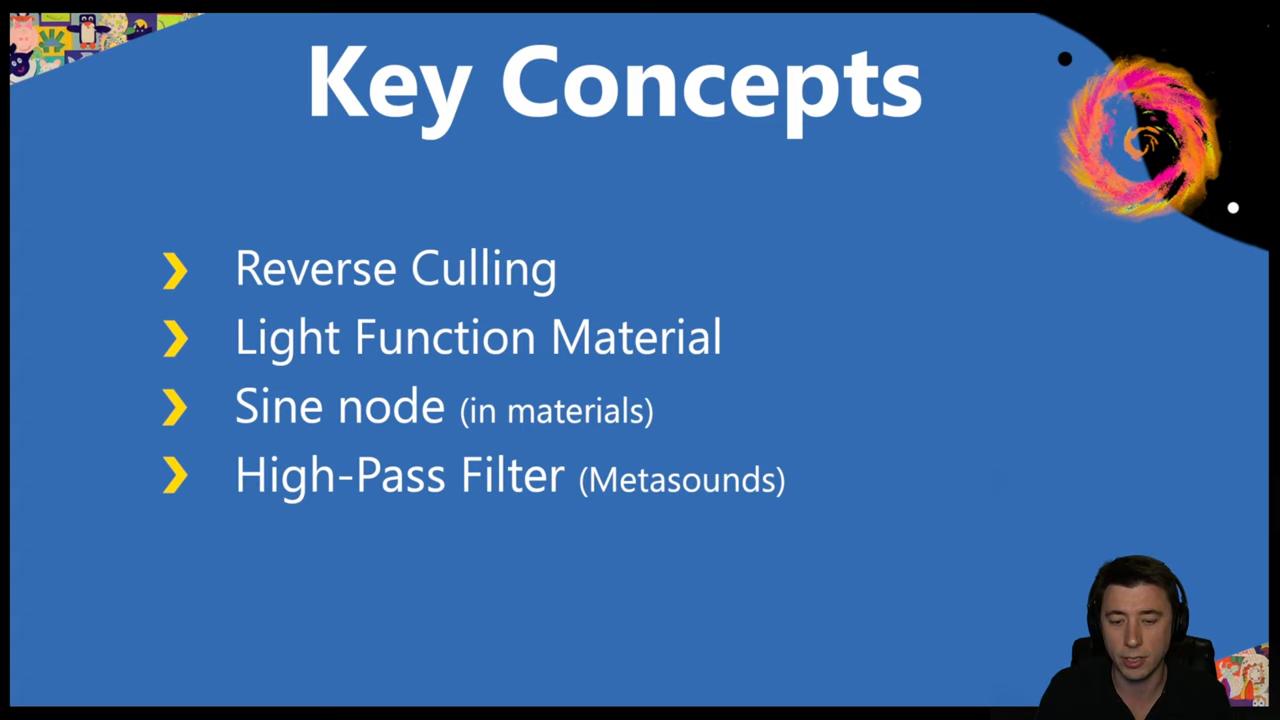 Key Concepts
Reverse Culling
Light Function Material
Sine node (in materials)
High-Pass Filter (Metasounds)